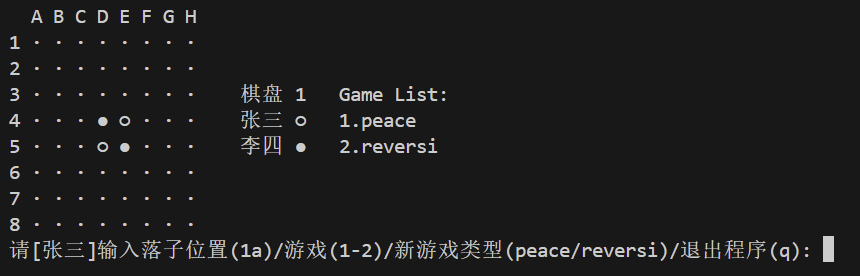 A B C D E F G H
1 · · · · · · · ·
2 · · · · · · · ·
3 · · · · · · · · 棋盘 1 Game List:
4 · · · ● ○ · · · 张三 ○ 1.peace
5 · · · ○ ● · · · 李四 ● 2.reversi
6 · · · · · · · ·
7 · · · · · · · ·
8 · · · · · · · ·
请[张三]输入落子位置(1a)/游戏(1-2)/新游戏类型(peace/reversi)/退出程序(q):